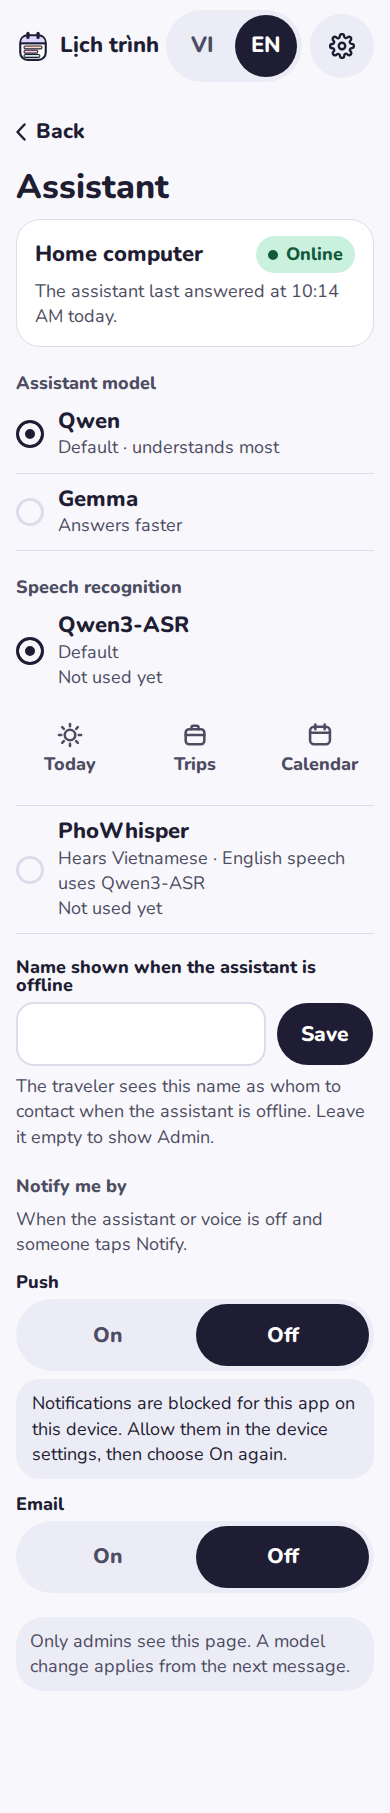 Lịch trình
VI
EN
Back
Assistant
Home computer
Online
The assistant last answered at 10:14
AM today.
Assistant model
Qwen
Default · understands most
Gemma
Answers faster
Speech recognition
Qwen3-ASR
Default
Not used yet
Today
Trips
Calendar
PhoWhisper
Hears Vietnamese · English speech
uses Qwen3-ASR
Not used yet
Name shown when the assistant is
offline
Save
The traveler sees this name as whom to
contact when the assistant is offline. Leave
it empty to show Admin.
Notify me by
When the assistant or voice is off and
someone taps Notify.
Push
On
Off
Notifications are blocked for this app on
this device. Allow them in the device
settings, then choose On again.
Email
On
Off
Only admins see this page. A model
change applies from the next message.